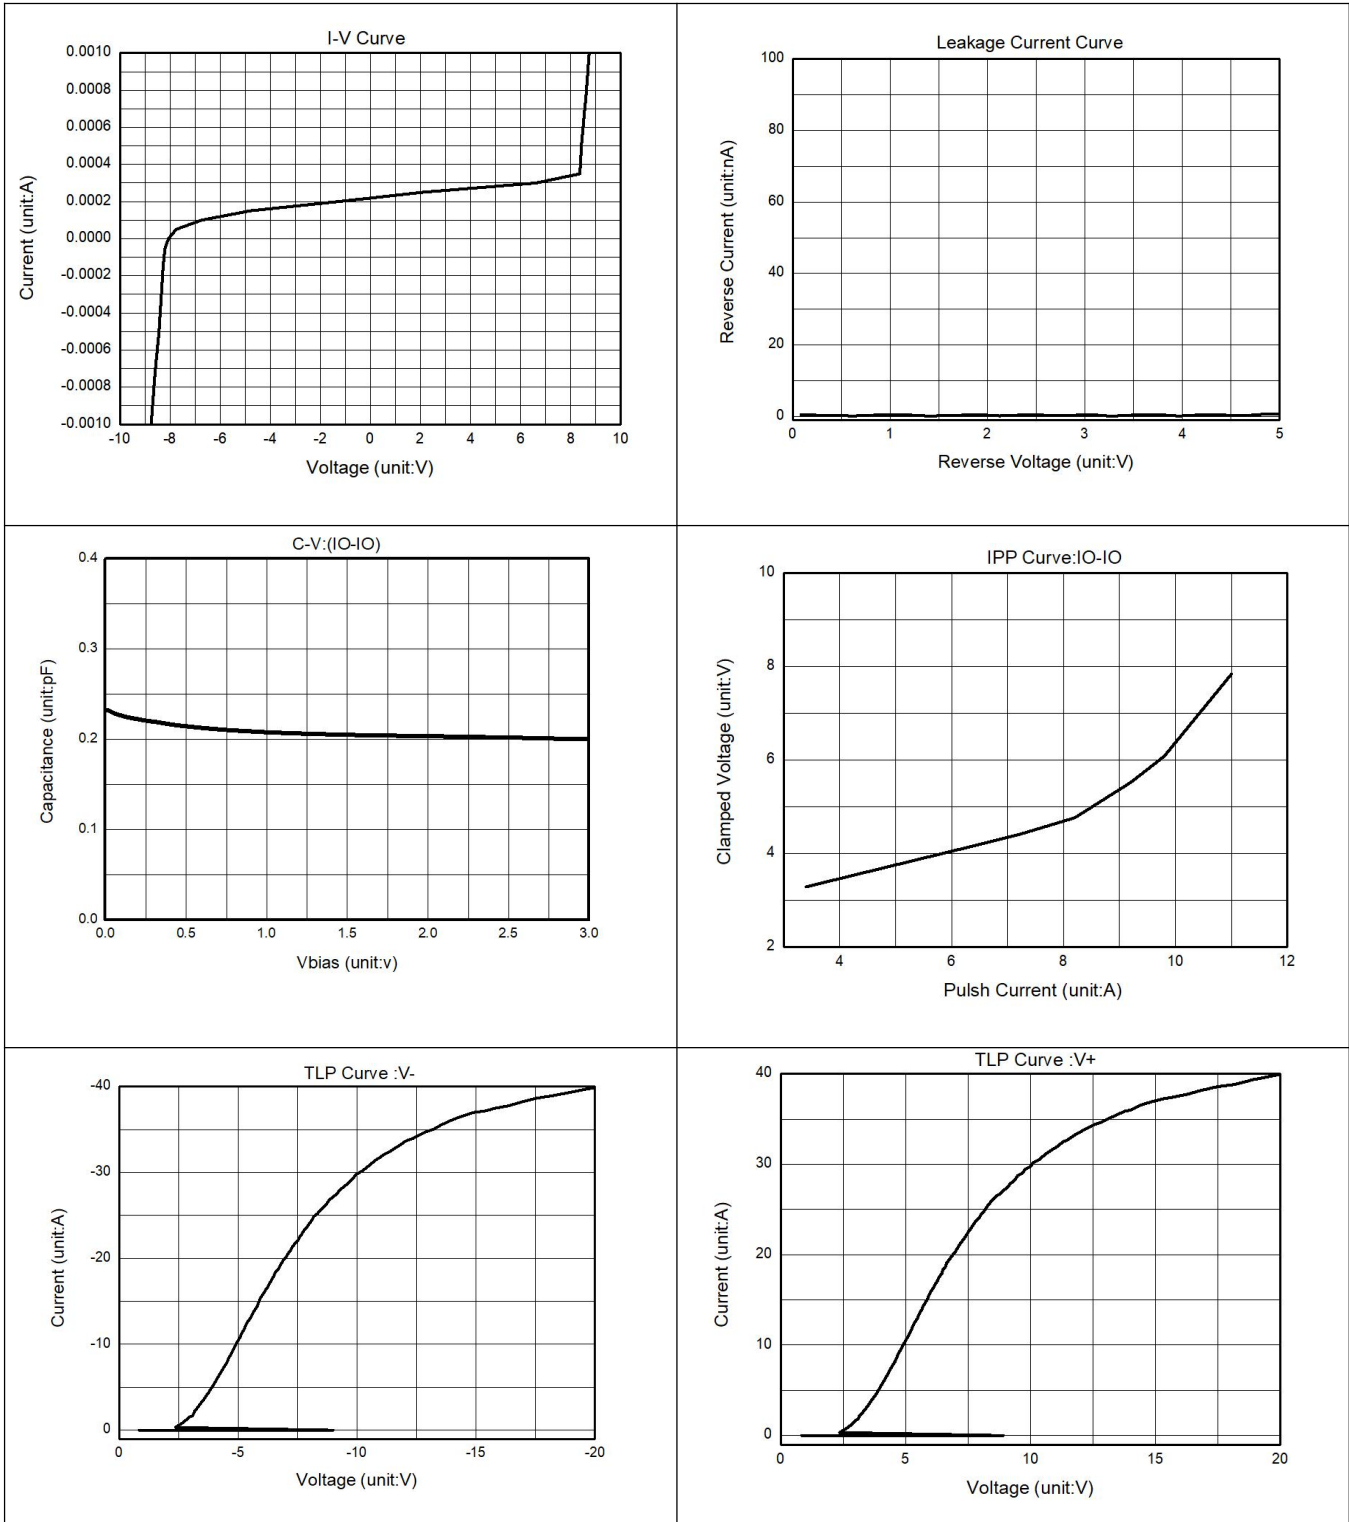 I-V Curve
0.0010
0.0008
0.0006
0.0004
0.0002
0.0000
-0.0002
-0.0004
-0.0006
-0.0008
-0.0010
Current (unit:A)
-10 -8 -6 -4 -2 0 2 4 6 8 10
Voltage (unit:V)
Leakage Current Curve
100
80
60
40
20
0
Reverse Current (unit:nA)
0 1 2 3 4 5
Reverse Voltage (unit:V)
C-V:(IO-IO)
0.4
0.3
0.2
0.1
0.0
Capacitance (unit:pF)
0.0 0.5 1.0 1.5 2.0 2.5 3.0
Vbias (unit:v)
IPP Curve:IO-IO
10
8
6
4
2
Clamped Voltage (unit:V)
4 6 8 10 12
Pulsh Current (unit:A)
TLP Curve :V-
-40
-30
-20
-10
0
Current (unit:A)
0 -5 -10 -15 -20
Voltage (unit:V)
TLP Curve :V+
40
30
20
10
0
Current (unit:A)
0 5 10 15 20
Voltage (unit:V)